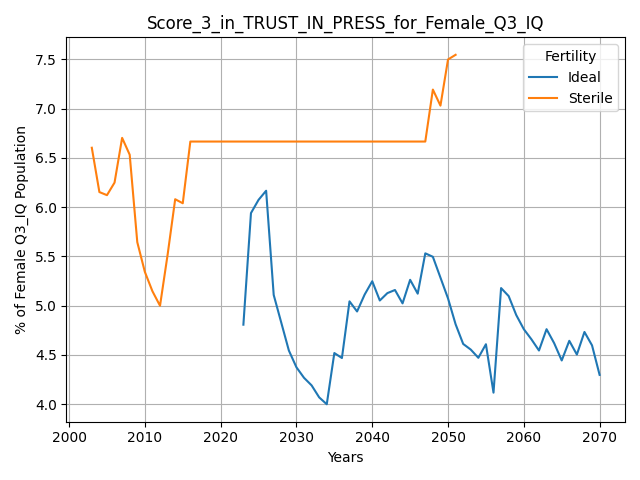 Score_3_in_TRUST_IN_PRESS_for_Female_Q3_IQ
% of Female Q3_IQ Population
7.5
7.0
6.5
6.0
5.5
5.0
4.5
4.0
Fertility
Ideal
Sterile
2000
2010
2020
2030
2040
2050
2060
2070
Years